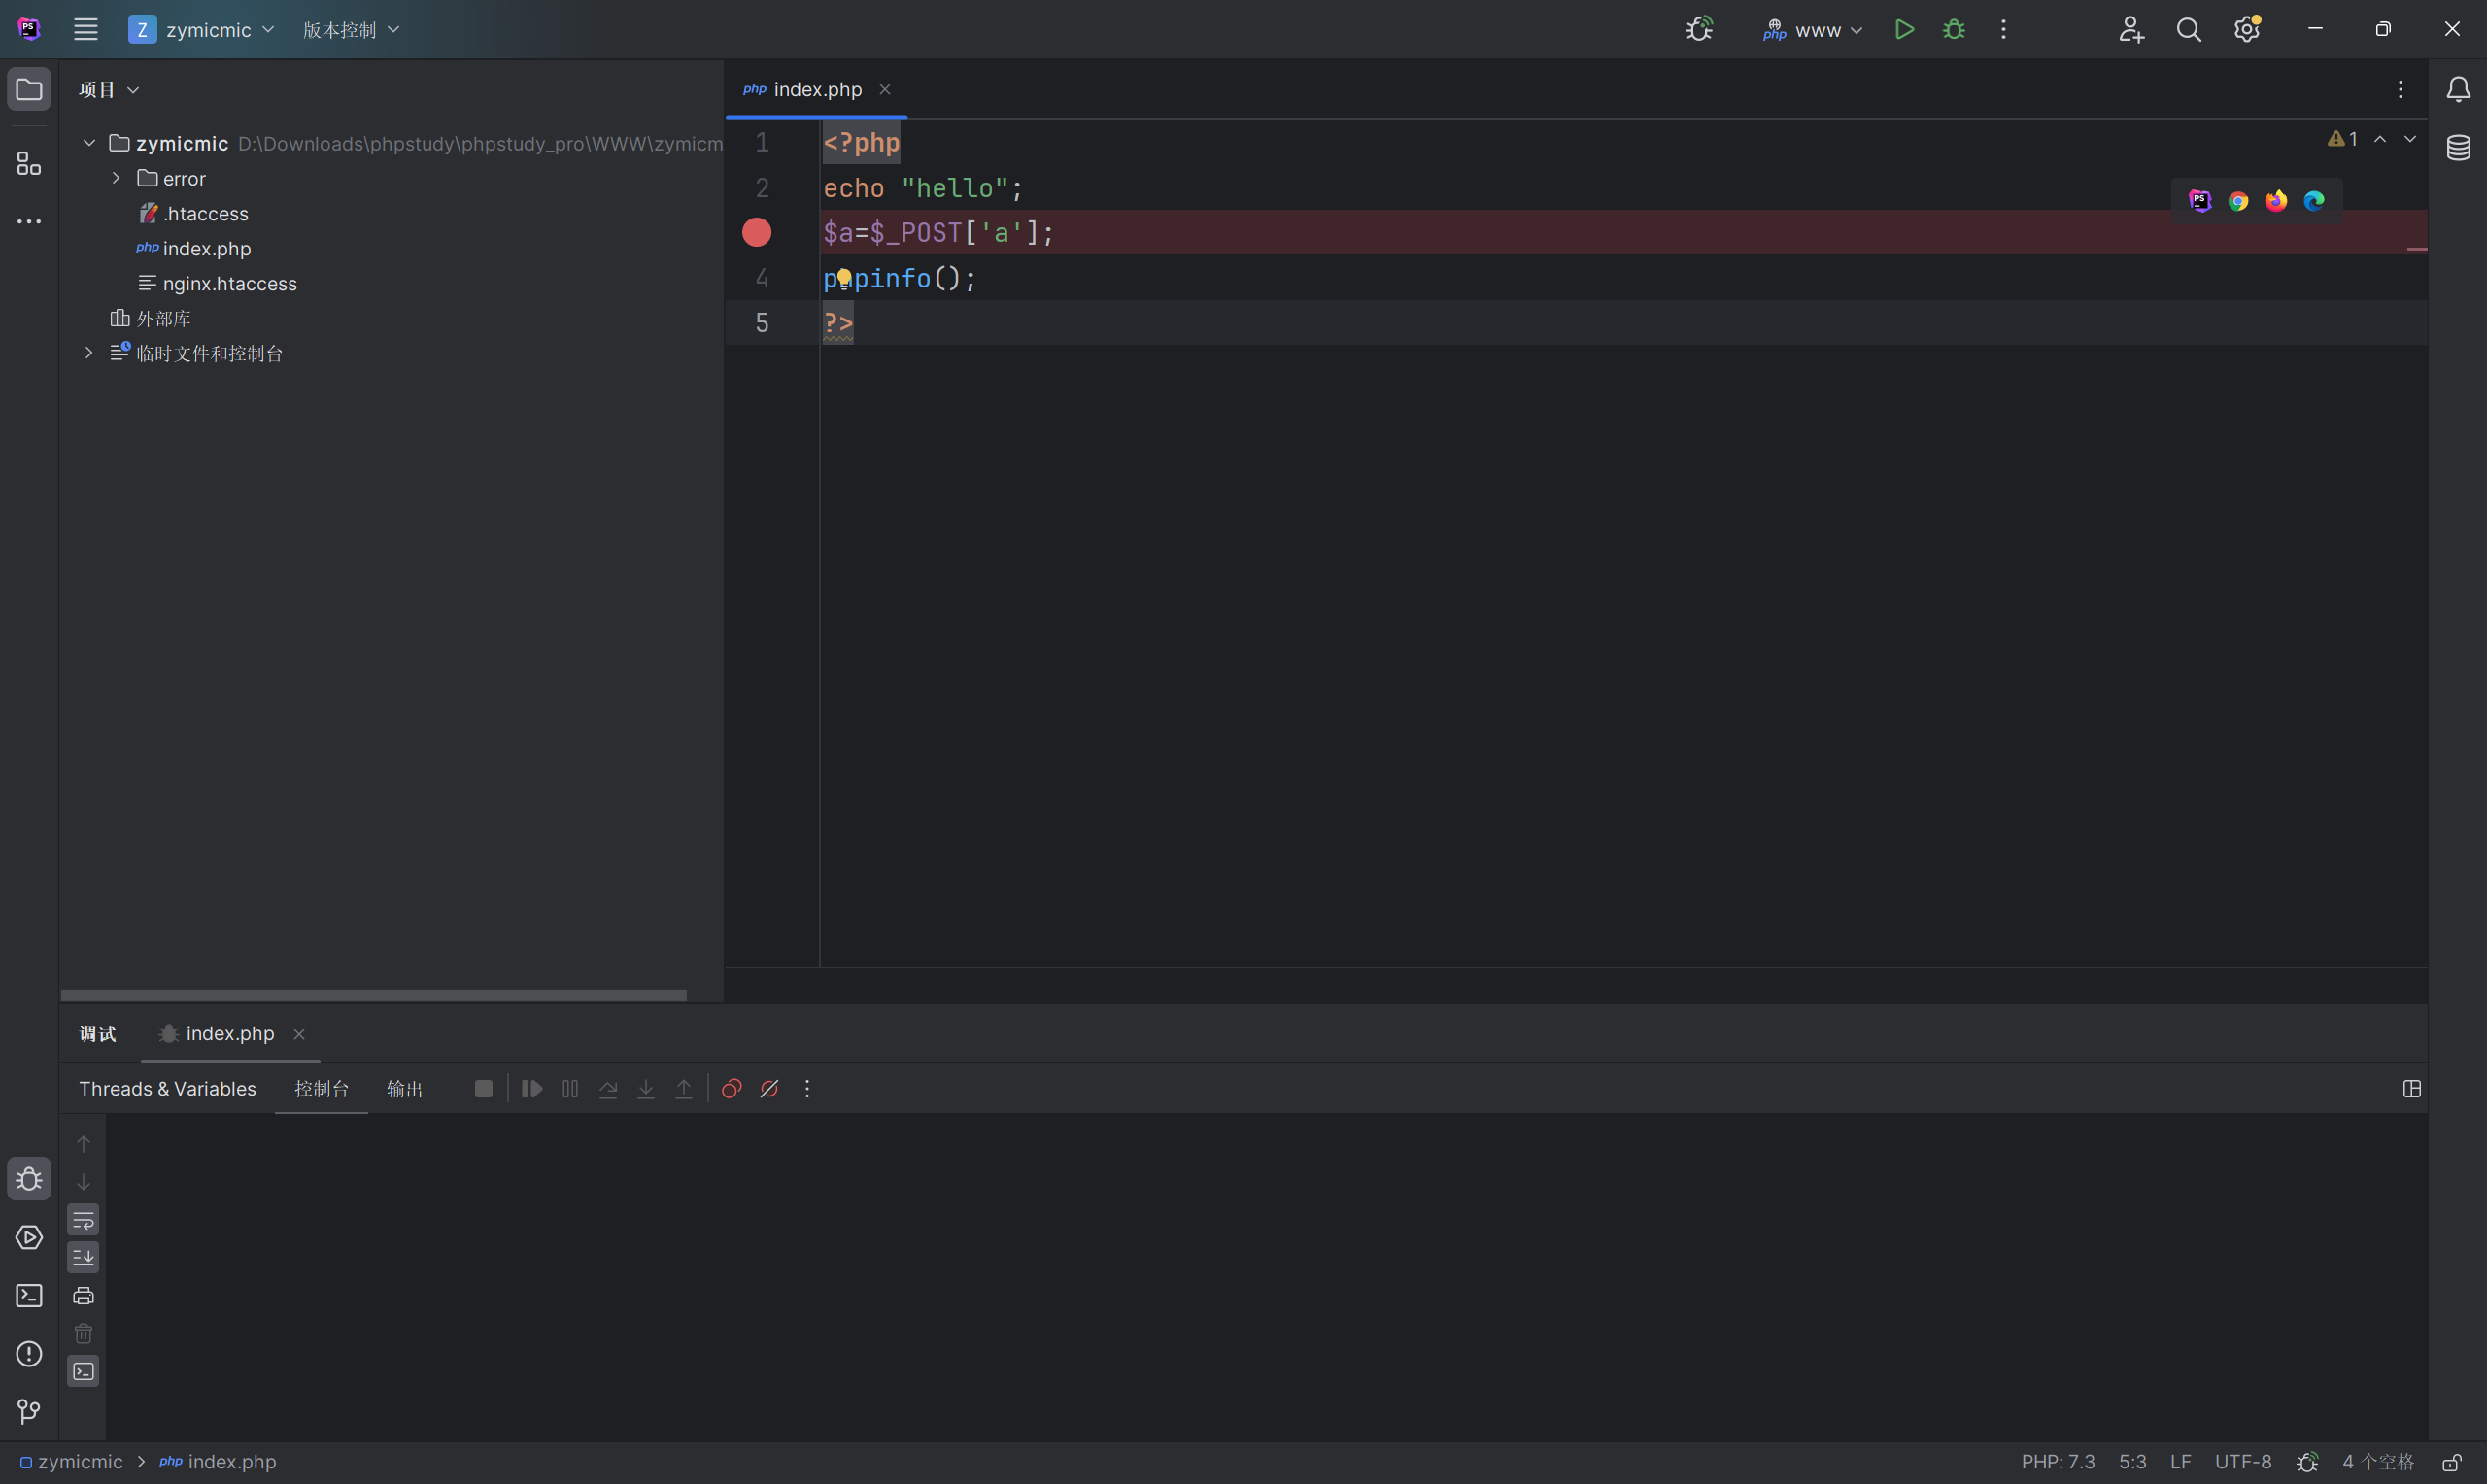 Z zymicmic 版本控制
php www
项目
php index.php
zymicmic D:\Downloads\phpstudy\phpstudy_pro\WWW\zymicm
error
.htaccess
php index.php
nginx.htaccess
外部库
临时文件和控制台
1 <?php
2 echo "hello";
$a=$_POST['a'];
4 phpinfo();
5 ?>
1
调试 index.php
Threads & Variables 控制台 输出
zymicmic > php index.php
PHP: 7.3 5:3 LF UTF-8 4 个空格